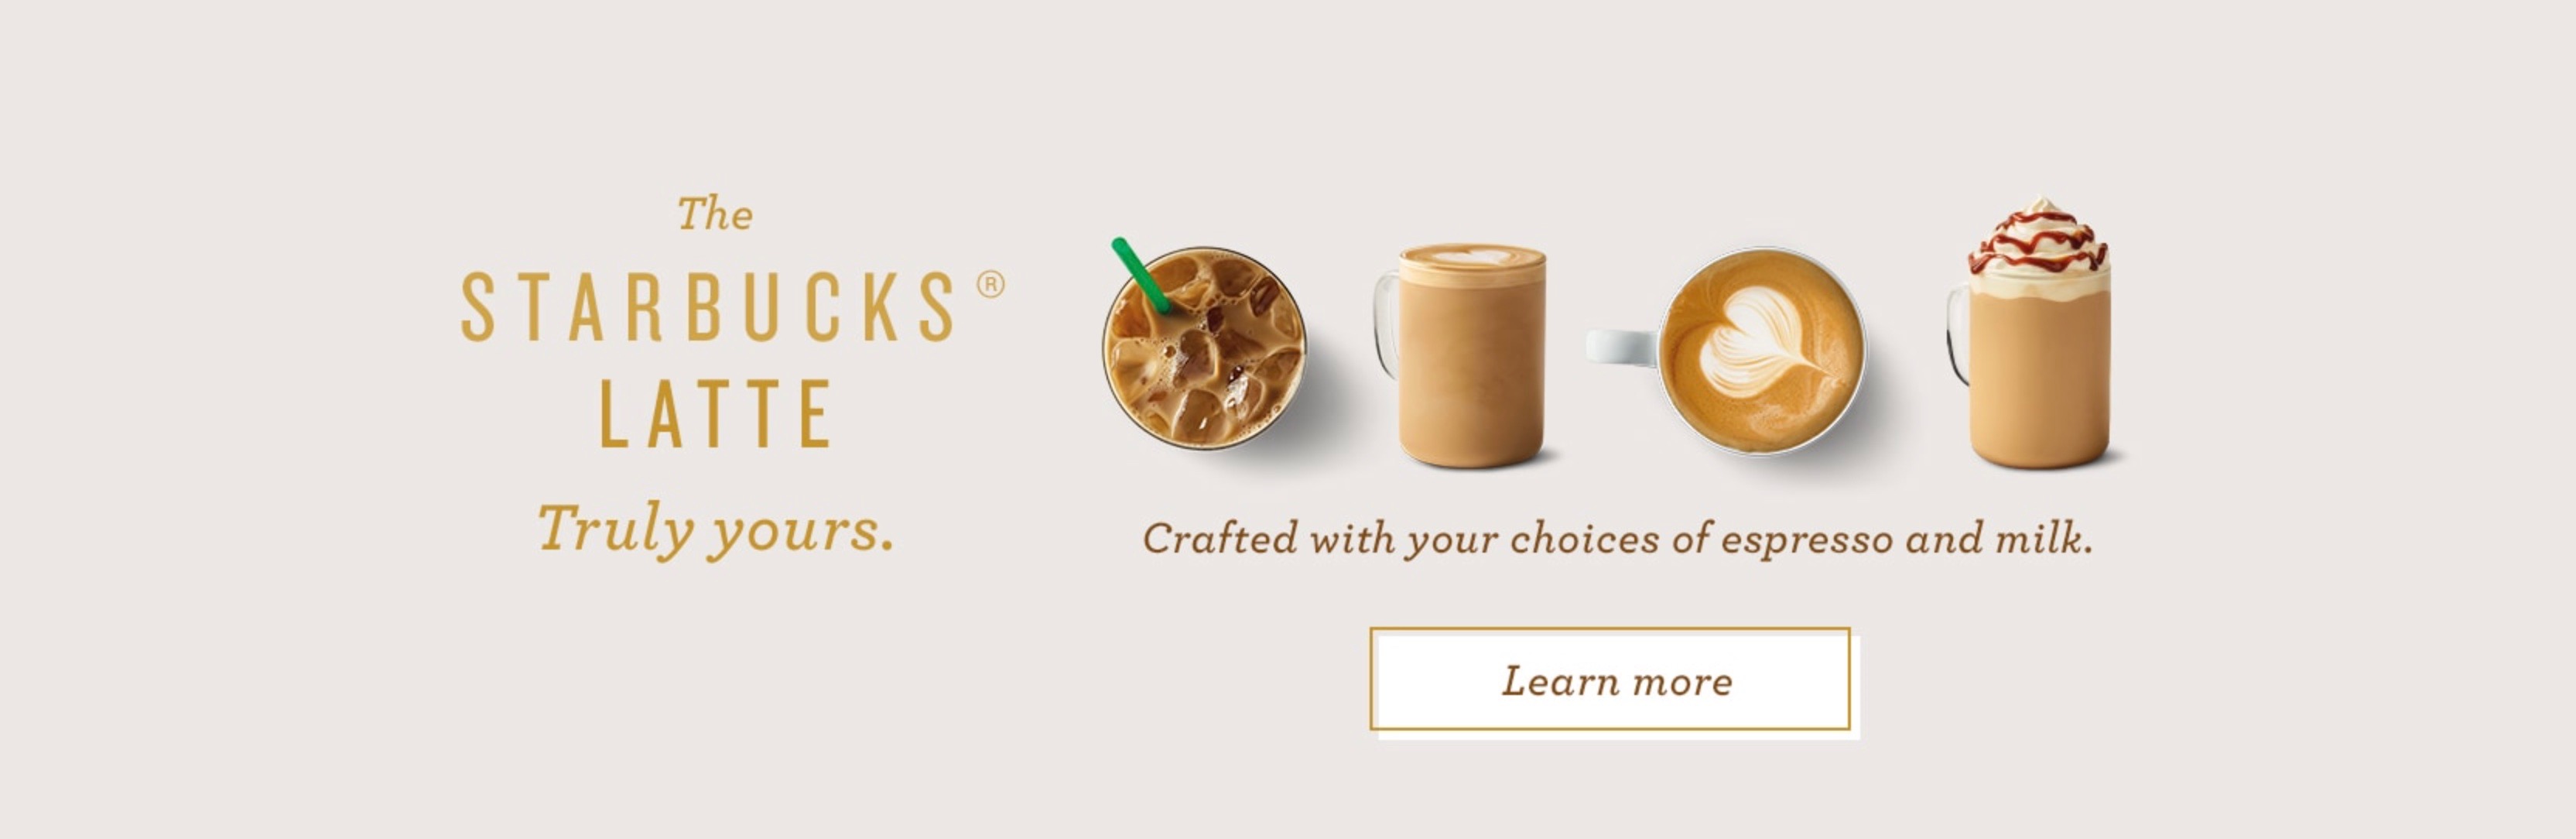 The
STARBUCKS®
LATTE
Truly yours.
Crafted with your choices of espresso and milk.
Learn more